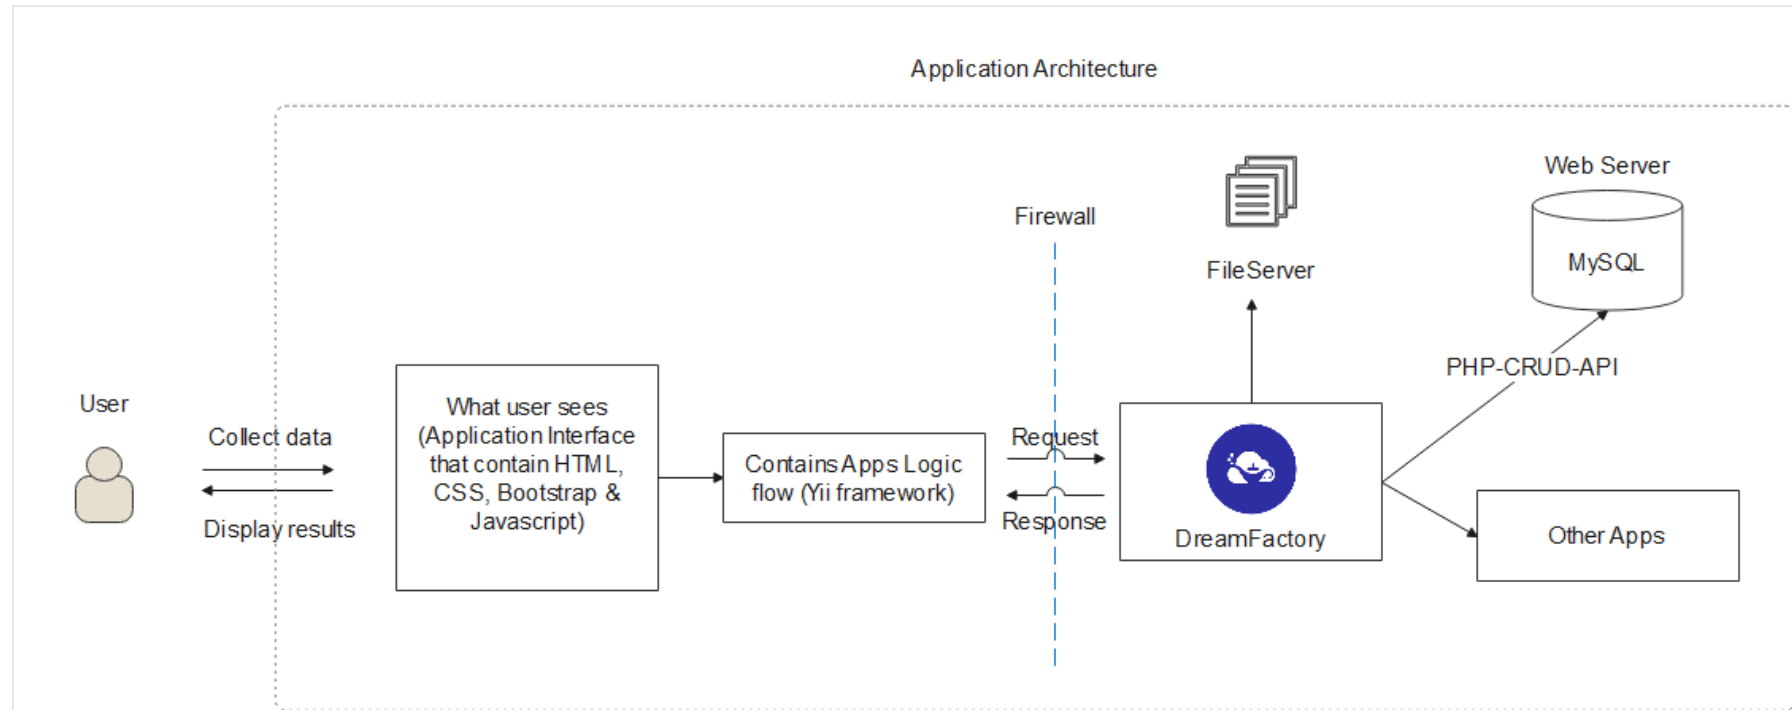 Application Architecture
Web Server
MySQL
Firewall
FileServer
PHP-CRUD-API
User
Collect data
Display results
What user sees
(Application Interface
that contain HTML,
CSS, Bootstrap &
Javascript)
Contains Apps Logic
flow (Yii framework)
Request
Response
DreamFactory
Other Apps